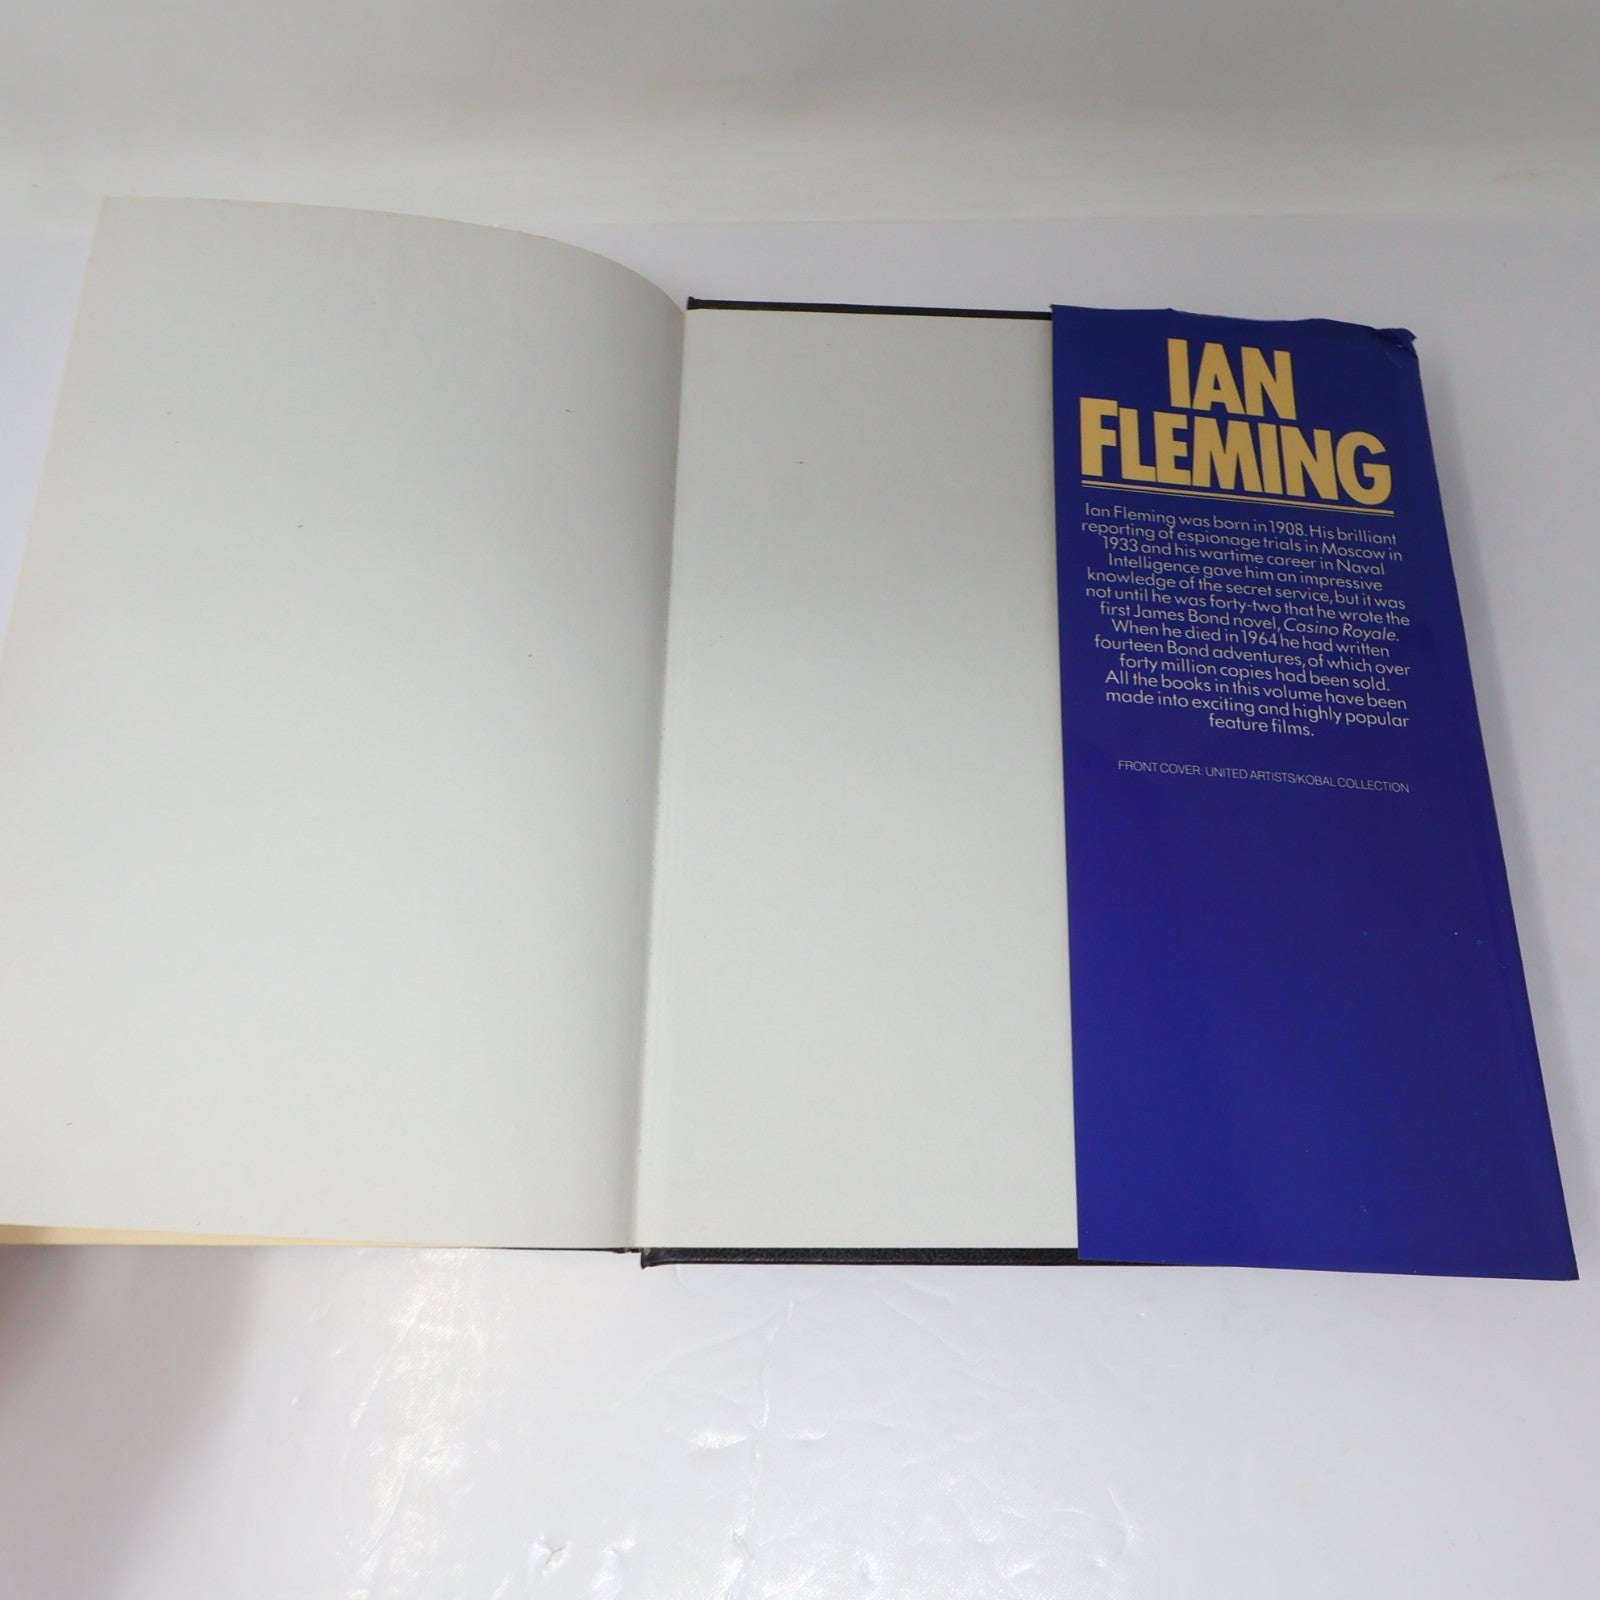 IAN
FLEMING
Ian Fleming was born in 1908. His brilliant
reporting of espionage trials in Moscow in
1933 and his wartime career in Naval
Intelligence gave him an impressive
knowledge of the secret service, but it was
not until he was forty-two that he wrote the
first James Bond novel, Casino Royale.
When he died in 1964 he had written
fourteen Bond adventures, of which over
forty million copies had been sold.
All the books in this volume have been
made into exciting and highly popular
feature films.
FRONT COVER: UNITED ARTISTS/KOBAL COLLECTION